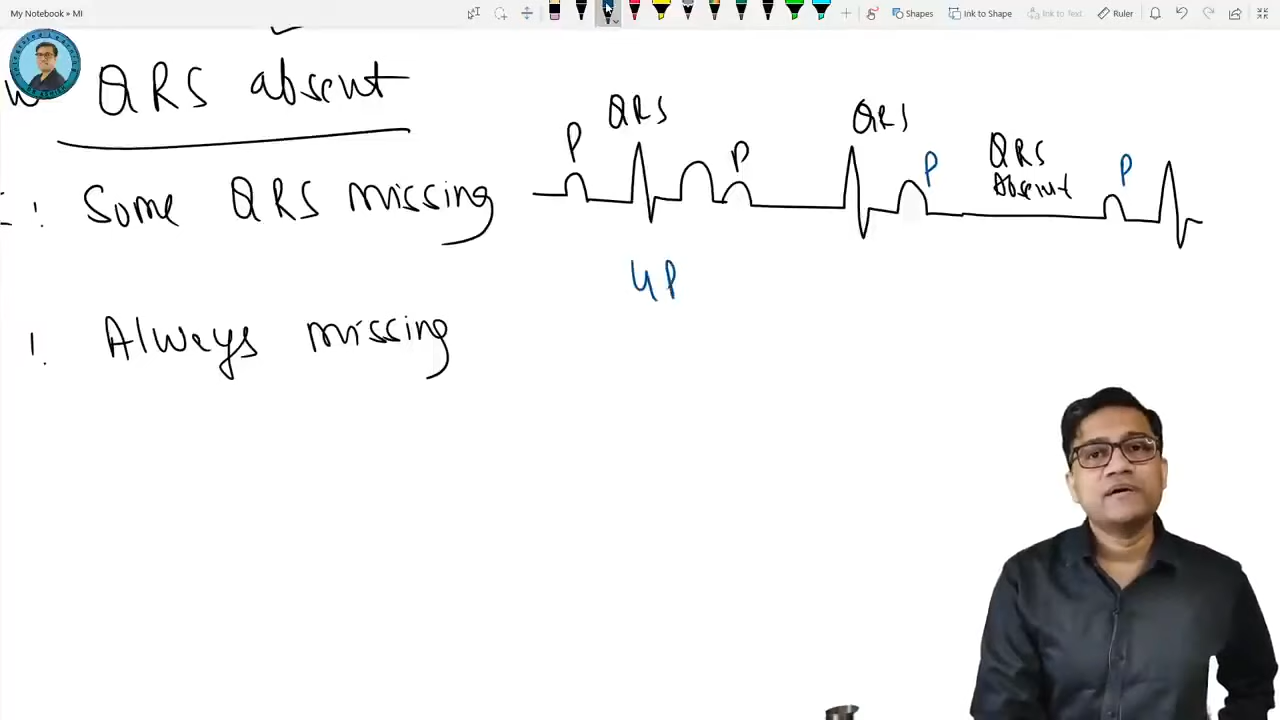 My Notebook » MI
Shapes
Ink to Shape
Ink to Text
Ruler
QRS absent
Some QRS missing
! Always missing
P QRS P QRS P QRS Absent P
4P